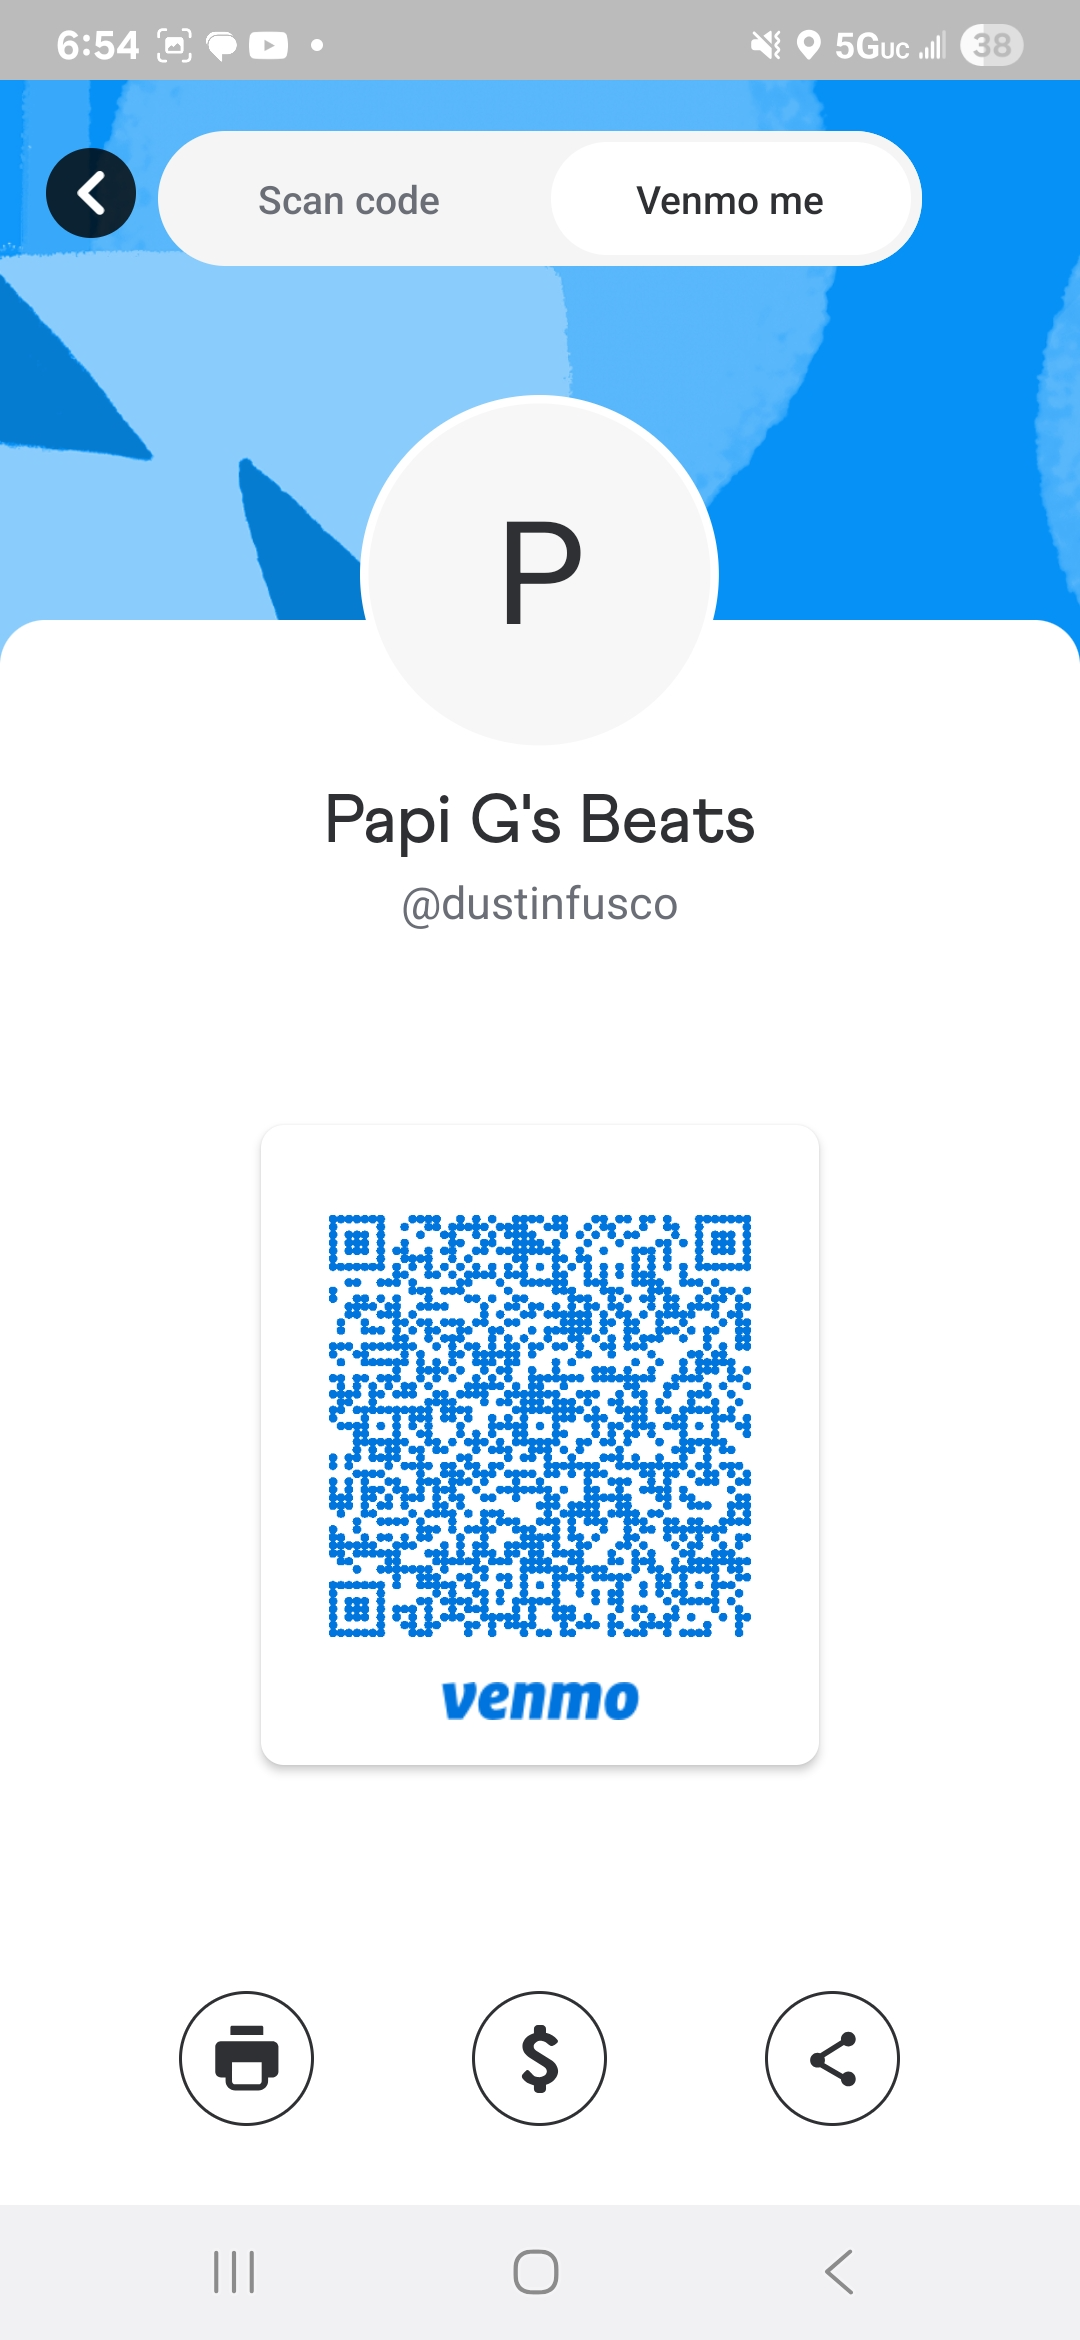 6:54 5GUC 38
Scan code Venmo me
P
Papi G's Beats
@dustinfusco
venmo
$